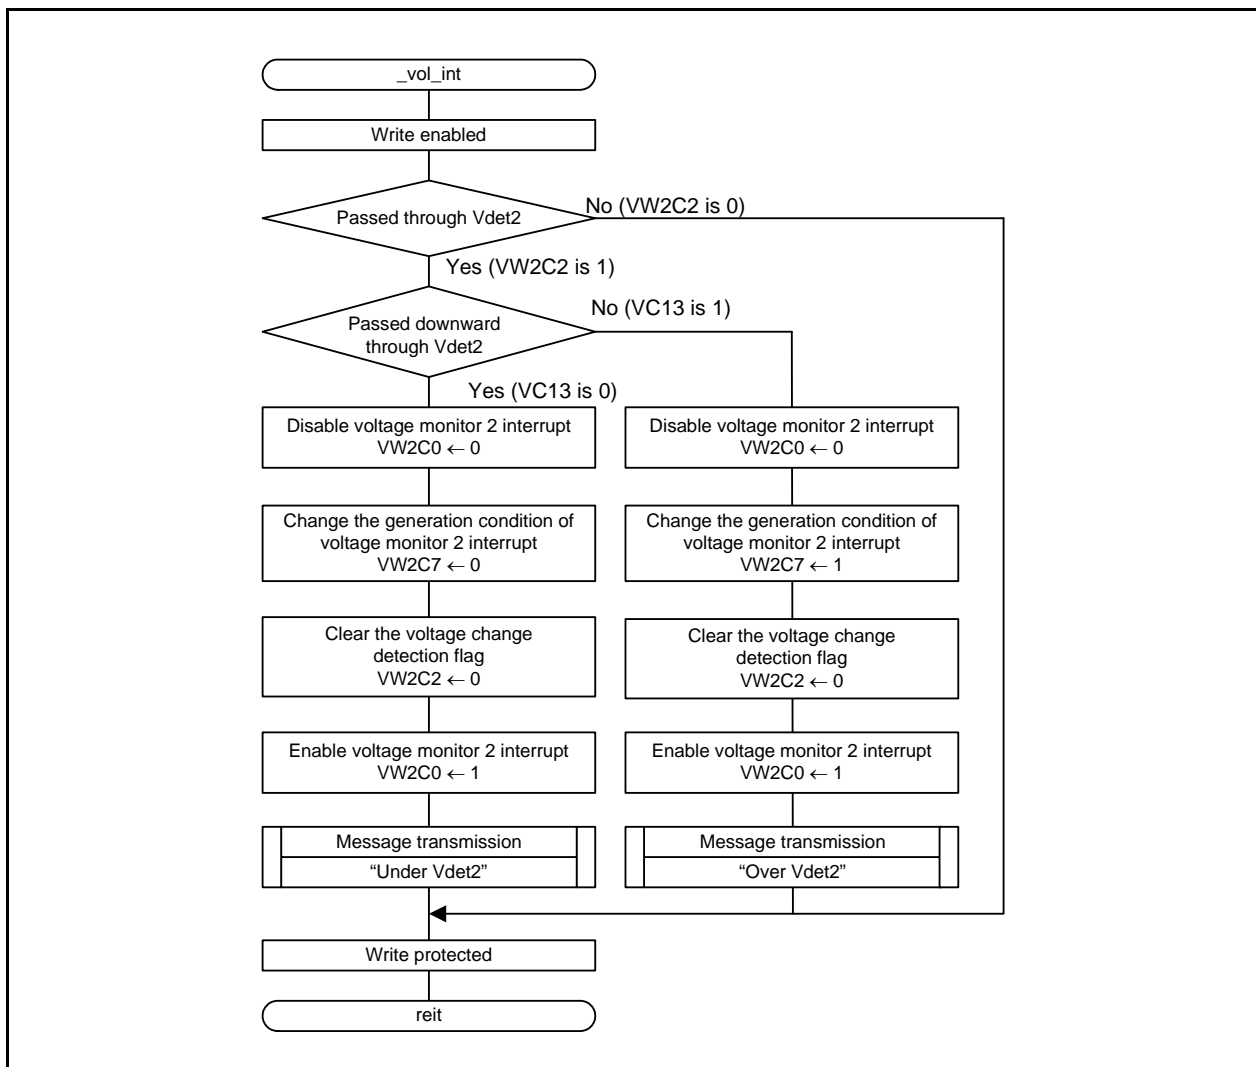 _vol_int
Write enabled
Passed through Vdet2
No (VW2C2 is 0)
Yes (VW2C2 is 1)
Passed downward
through Vdet2
No (VC13 is 1)
Yes (VC13 is 0)
Disable voltage monitor 2 interrupt
VW2C0 ← 0
Change the generation condition of
voltage monitor 2 interrupt
VW2C7 ← 0
Clear the voltage change
detection flag
VW2C2 ← 0
Enable voltage monitor 2 interrupt
VW2C0 ← 1
Message transmission
“Under Vdet2”
Disable voltage monitor 2 interrupt
VW2C0 ← 0
Change the generation condition of
voltage monitor 2 interrupt
VW2C7 ← 1
Clear the voltage change
detection flag
VW2C2 ← 0
Enable voltage monitor 2 interrupt
VW2C0 ← 1
Message transmission
“Over Vdet2”
Write protected
reit